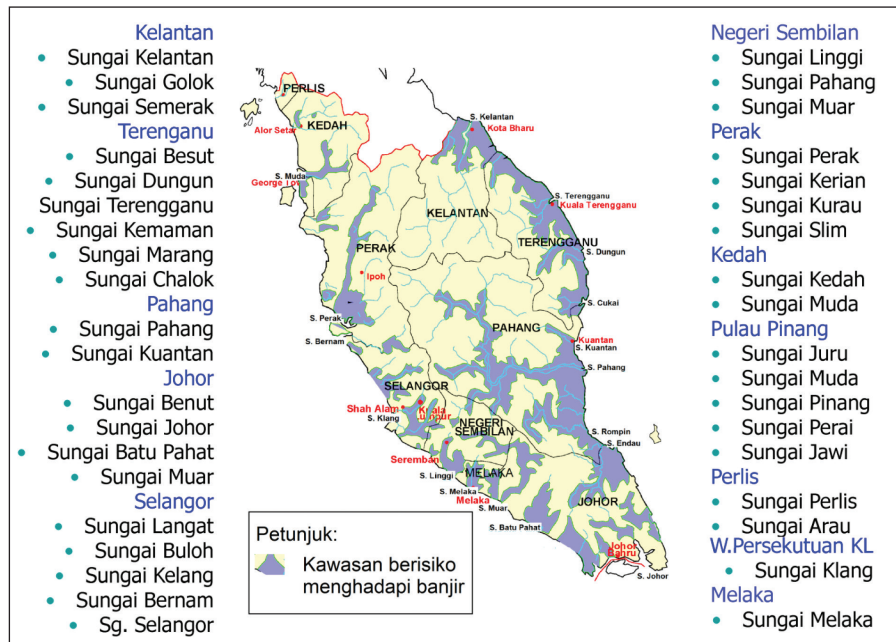 Kelantan
• Sungai Kelantan
• Sungai Golok
• Sungai Semerak
Terenganu
• Sungai Besut
• Sungai Dungun
Sungai Terengganu
• Sungai Kemaman
• Sungai Marang
• Sungai Chalok
Pahang
• Sungai Pahang
• Sungai Kuantan
Johor
• Sungai Benut
• Sungai Johor
• Sungai Batu Pahat
• Sungai Muar
Selangor
• Sungai Langat
• Sungai Buloh
• Sungai Kelang
• Sungai Bernam
• Sg. Selangor
PERLIS
KEDAH
Alor Setar
S. Muda
S. Kelantan
Kota Bharu
KELANTAN
S. Terengganu
Kuala Terengganu
TERENGGANU
S. Dungun
PERAK
Ipoh
S. Cukai
S. Perak
S. Bernam
PAHANG
Kuantan
S. Kuantan
S. Pahang
SELANGOR
Shah Alam
S. Klang
NEGERI
SEMBILAN
S. Rompin
S. Endau
Seremban
S. Linggi
MELAKA
S. Melaka
Melaka
S. Muar
S. Batu Pahat
JOHOR
Johor
Bahru
S. Johor
Petunjuk:
Kawasan berisiko
menghadapi banjir
Negeri Sembilan
• Sungai Linggi
• Sungai Pahang
• Sungai Muar
Perak
• Sungai Perak
• Sungai Kerian
• Sungai Kurau
• Sungai Slim
Kedah
• Sungai Kedah
• Sungai Muda
Pulau Pinang
• Sungai Juru
• Sungai Muda
• Sungai Pinang
• Sungai Perai
• Sungai Jawi
Perlis
• Sungai Perlis
• Sungai Arau
W.Persekutuan KL
• Sungai Klang
Melaka
• Sungai Melaka